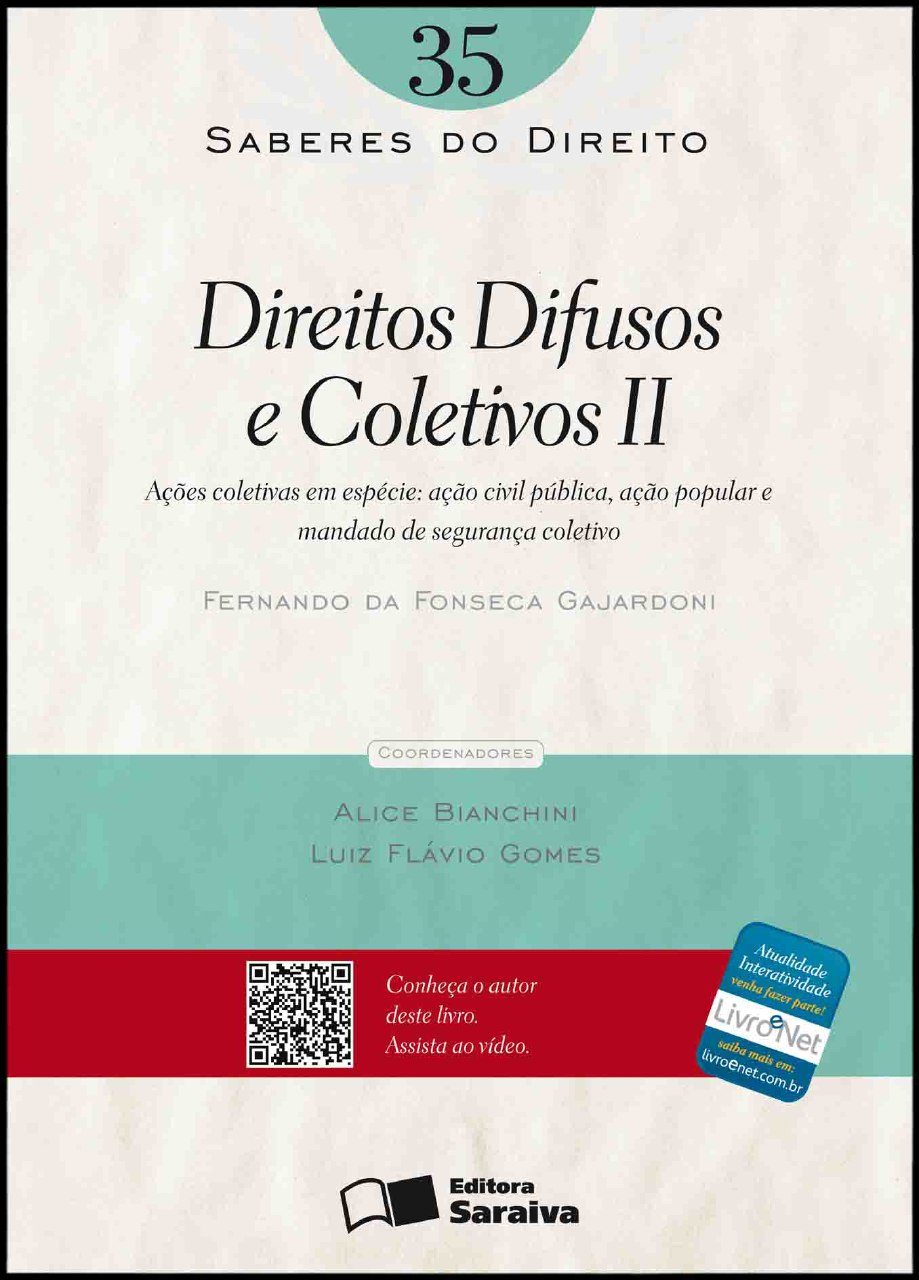 35
SABERES DO DIREITO
Direitos Difusos
e Coletivos II
Ações coletivas em espécie: ação civil pública, ação popular e
mandado de segurança coletivo
FERNANDO DA FONSECA GAJARDONI
COORDENADORES
ALICE BIANCHINI
LUIZ FLÁVIO GOMES
Conheça o autor
deste livro.
Assista ao vídeo.
Atualidade
Interatividade
venha fazer parte!
LivroeNet
saiba mais em:
livroenet.com.br
Editora
Saraiva